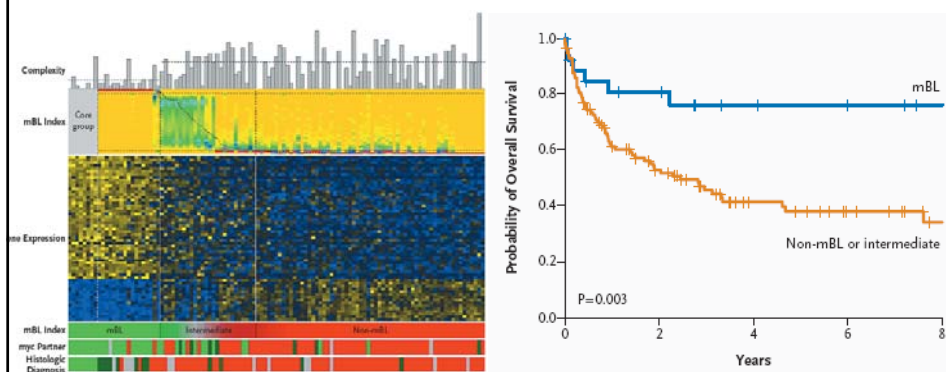 Complexity
mBL Index
Core
group
ne Expression
mBL Index
mBL
Intermediate
Non-mBL
myc Partner
Histologic
Diagnosis
Probability of Overall Survival
1.0
0.8
0.6
0.4
0.2
0.0
mBL
Non-mBL or intermediate
P=0.003
0
2
4
6
8
Years